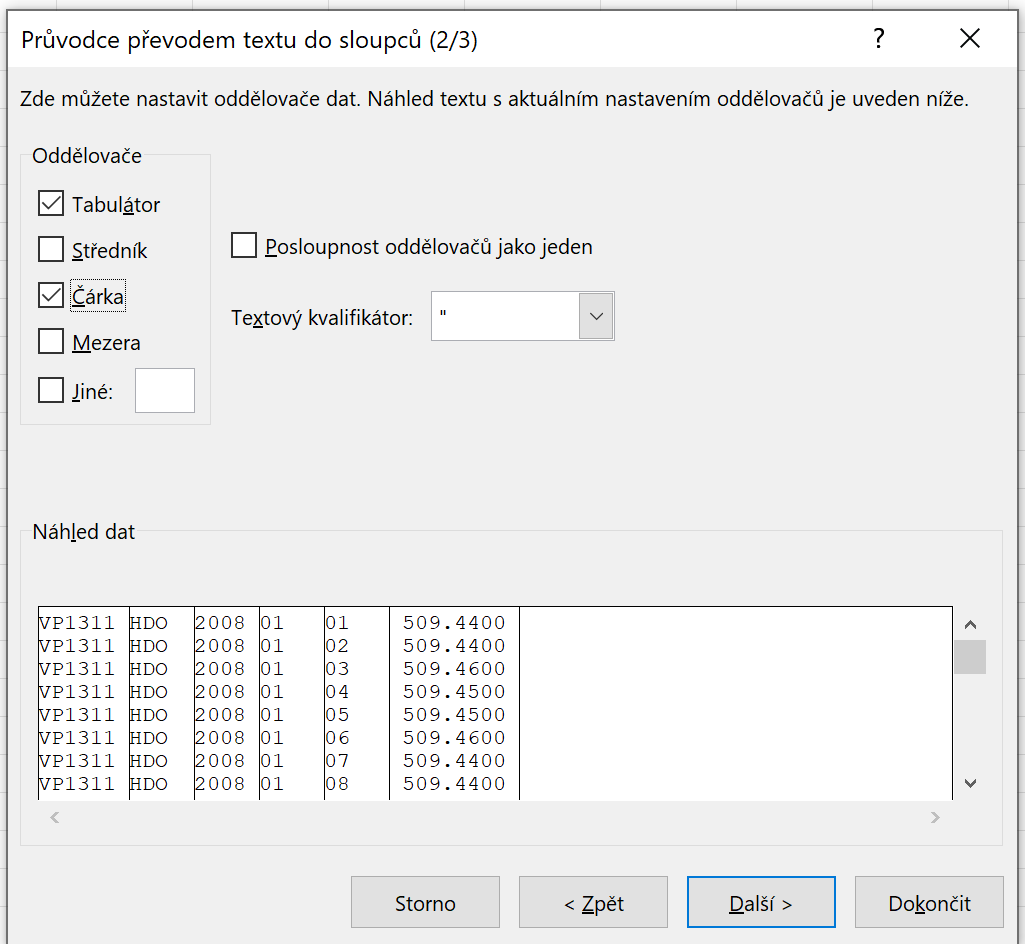 Průvodce převodem textu do sloupců (2/3)
?
Zde můžete nastavit oddělovače dat. Náhled textu s aktuálním nastavením oddělovačů je uveden níže.
Oddělovače
Tabulátor
Středník
Čárka
Mezera
Jiné:
Posloupnost oddělovačů jako jeden
Textový kvalifikátor: "
Náhled dat
VP1311 HDO 2008 01 01 509.4400
VP1311 HDO 2008 01 02 509.4400
VP1311 HDO 2008 01 03 509.4600
VP1311 HDO 2008 01 04 509.4500
VP1311 HDO 2008 01 05 509.4500
VP1311 HDO 2008 01 06 509.4600
VP1311 HDO 2008 01 07 509.4400
VP1311 HDO 2008 01 08 509.4400
Storno < Zpět Další > Dokončit